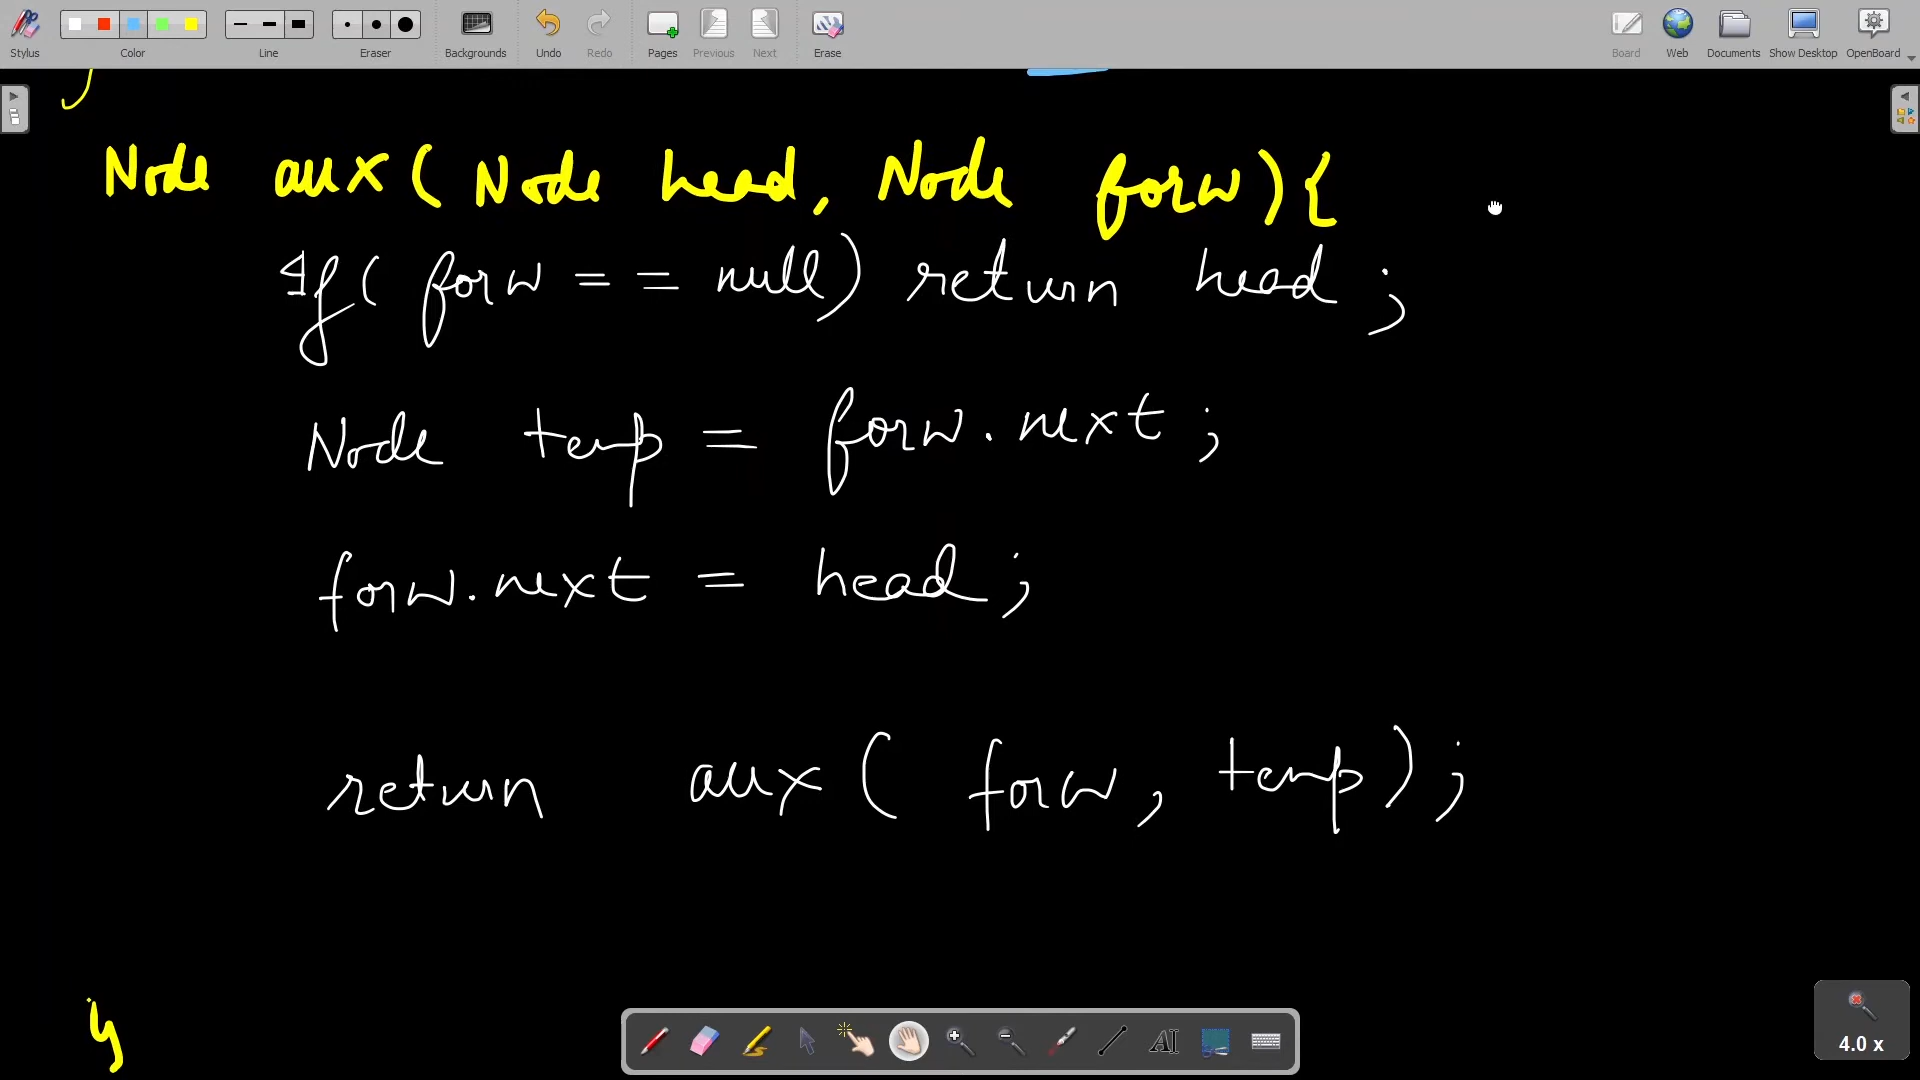 Stylus Color Line Eraser Backgrounds Undo Redo Pages Previous Next Erase Board Web Documents Show Desktop OpenBoard
Node aux( Node head, Node forw){
If( forw == null) return head ;
Node temp = forw.next ;
forw.next = head ;
return aux( forw, temp) ;
}
AI
4.0 x